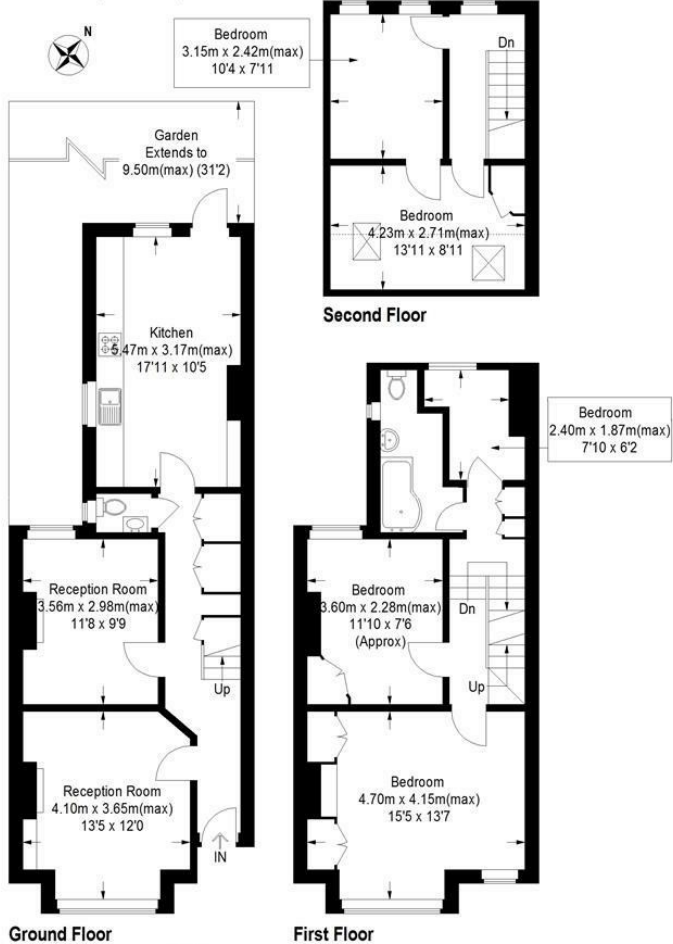 N
Bedroom
3.15m x 2.42m(max)
10'4 x 7'11
Dn
Garden
Extends to
9.50m(max) (31'2)
Bedroom
4.23m x 2.71m(max)
13'11 x 8'11
Second Floor
Kitchen
5.47m x 3.17m(max)
17'11 x 10'5
Bedroom
2.40m x 1.87m(max)
7'10 x 6'2
Reception Room
3.56m x 2.98m(max)
11'8 x 9'9
Up
Bedroom
3.60m x 2.28m(max)
11'10 x 7'6
(Approx)
Dn
Up
Reception Room
4.10m x 3.65m(max)
13'5 x 12'0
IN
Bedroom
4.70m x 4.15m(max)
15'5 x 13'7
Ground Floor
First Floor